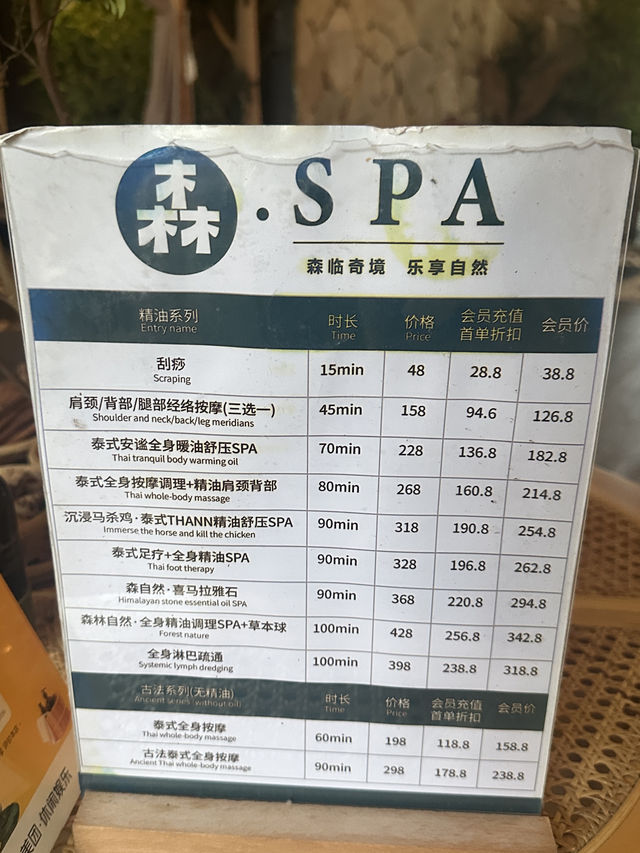 森·SPA
森临奇境 乐享自然
精油系列 时长 价格 会员充值首单折扣 会员价
Entry name Time Price
刮痧 15min 48 28.8 38.8
Scraping
肩颈/背部/腿部经络按摩(三选一) 45min 158 94.6 126.8
Shoulder and neck/back/leg meridians
泰式安谧全身暖油舒压SPA 70min 228 136.8 182.8
Thai tranquil body warming oil
泰式全身按摩调理+精油肩颈背部 80min 268 160.8 214.8
Thai whole-body massage
沉浸马杀鸡·泰式THANN精油舒压SPA 90min 318 190.8 254.8
Immerse the horse and kill the chicken
泰式足疗+全身精油SPA 90min 328 196.8 262.8
Thai foot therapy
森自然·喜马拉雅石 90min 368 220.8 294.8
Himalayan stone essential oil SPA
森林自然·全身精油调理SPA+草本球 100min 428 256.8 342.8
Forest nature
全身淋巴疏通 100min 398 238.8 318.8
Systemic lymph dredging
古法系列(无精油) 时长 价格 会员充值首单折扣 会员价
Ancient series (without oil) Time Price
泰式全身按摩 60min 198 118.8 158.8
Thai whole-body massage
古法泰式全身按摩 90min 298 178.8 238.8
Ancient Thai whole-body massage
美团·休闲娱乐